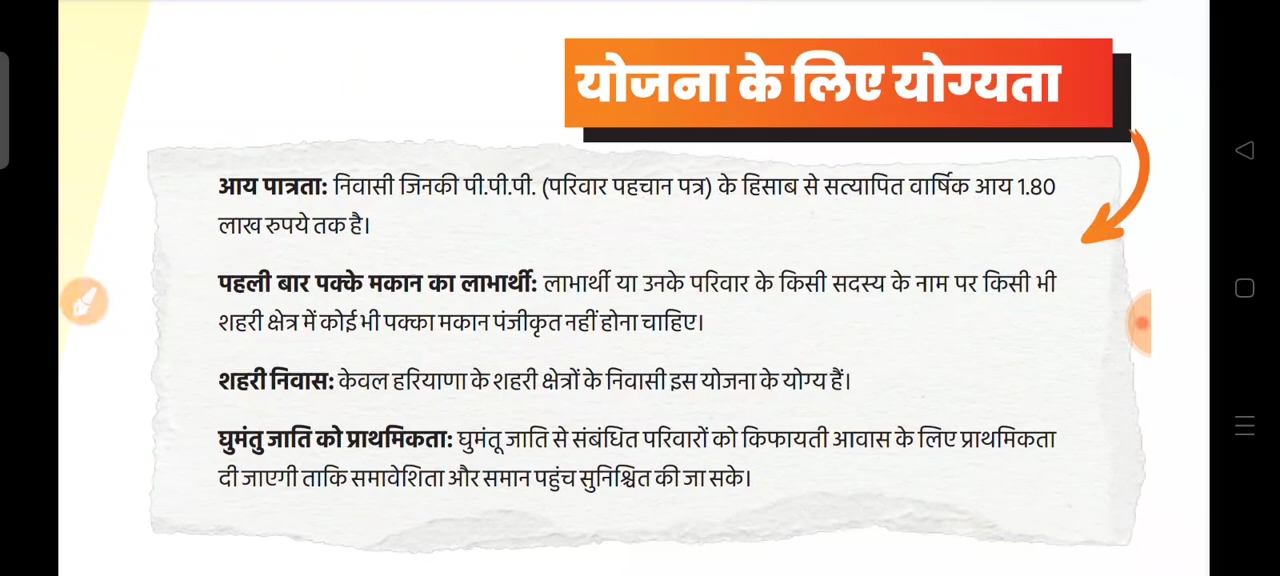 योजना के लिए योग्यता
आय पात्रता: निवासी जिनकी पी.पी.पी. (परिवार पहचान पत्र) के हिसाब से सत्यापित वार्षिक आय 1.80
लाख रुपये तक है।
पहली बार पक्के मकान का लाभार्थी: लाभार्थी या उनके परिवार के किसी सदस्य के नाम पर किसी भी
शहरी क्षेत्र में कोई भी पक्का मकान पंजीकृत नहीं होना चाहिए।
शहरी निवास: केवल हरियाणा के शहरी क्षेत्रों के निवासी इस योजना के योग्य हैं।
घुमंतु जाति को प्राथमिकता: घुमंतू जाति से संबंधित परिवारों को किफायती आवास के लिए प्राथमिकता
दी जाएगी ताकि समावेशिता और समान पहुंच सुनिश्चित की जा सके।